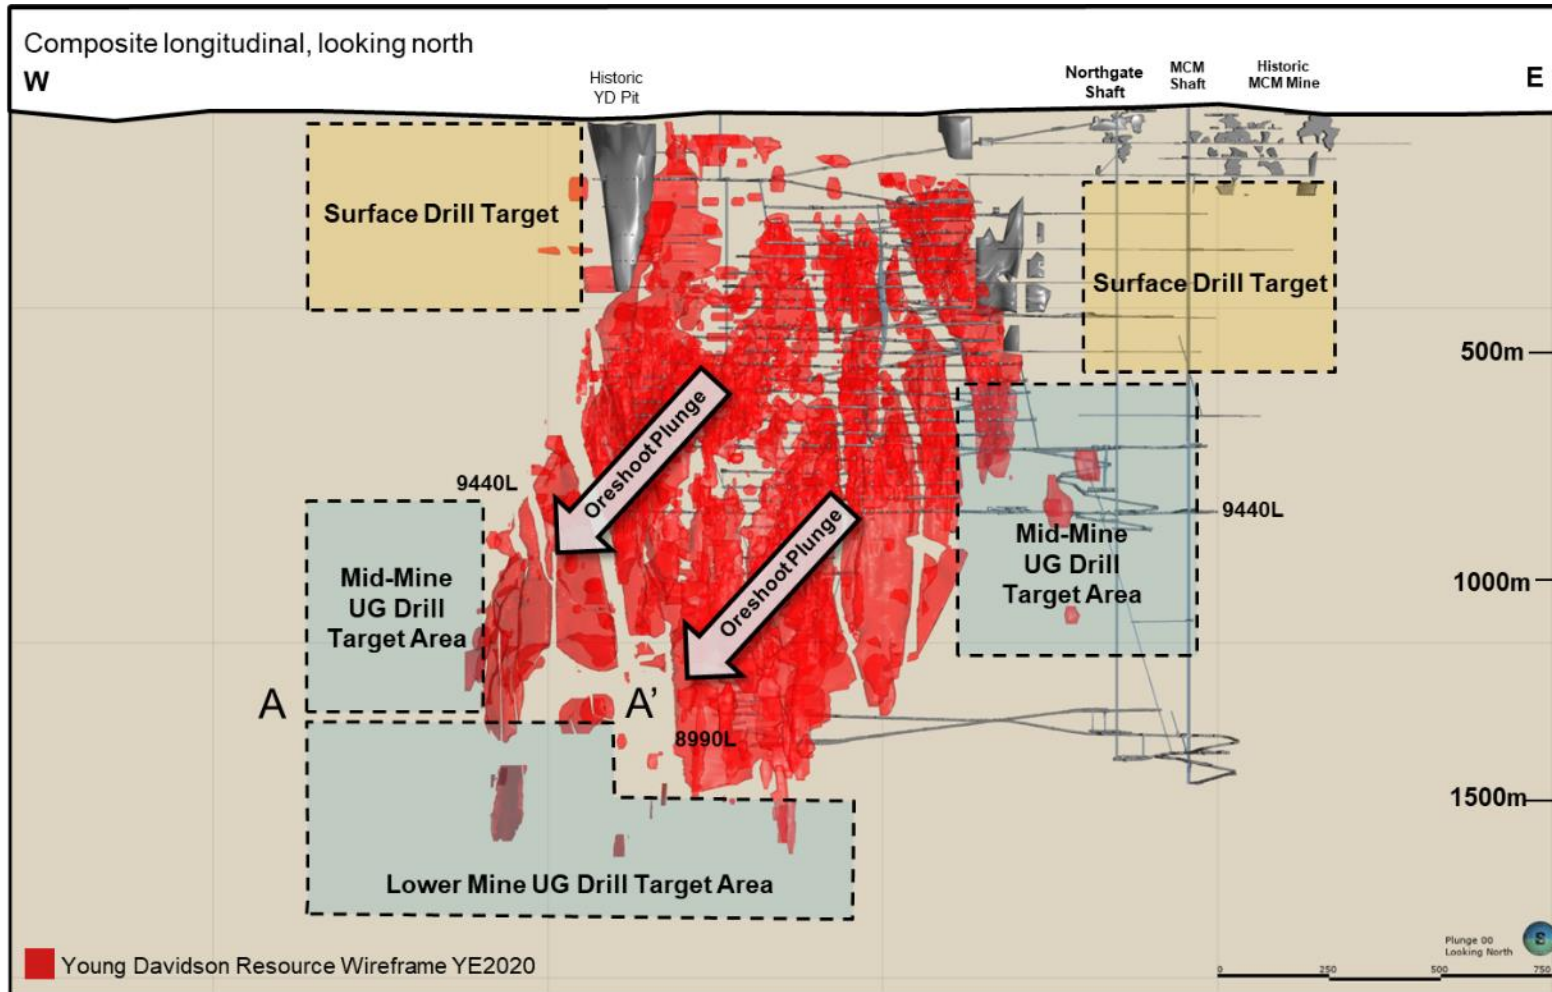 Composite longitudinal, looking north
W
Historic
YD Pit
Northgate
Shaft
MCM
Shaft
Historic
MCM Mine
E
Surface Drill Target
Surface Drill Target
500m
Oreshoot Plunge
9440L
Oreshoot Plunge
9440L
Mid-Mine
UG Drill
Target Area
Mid-Mine
UG Drill
Target Area
1000m
A
A'
8990L
1500m
Lower Mine UG Drill Target Area
Young Davidson Resource Wireframe YE2020
Plunge 00
Looking North
S
0
250
500
750